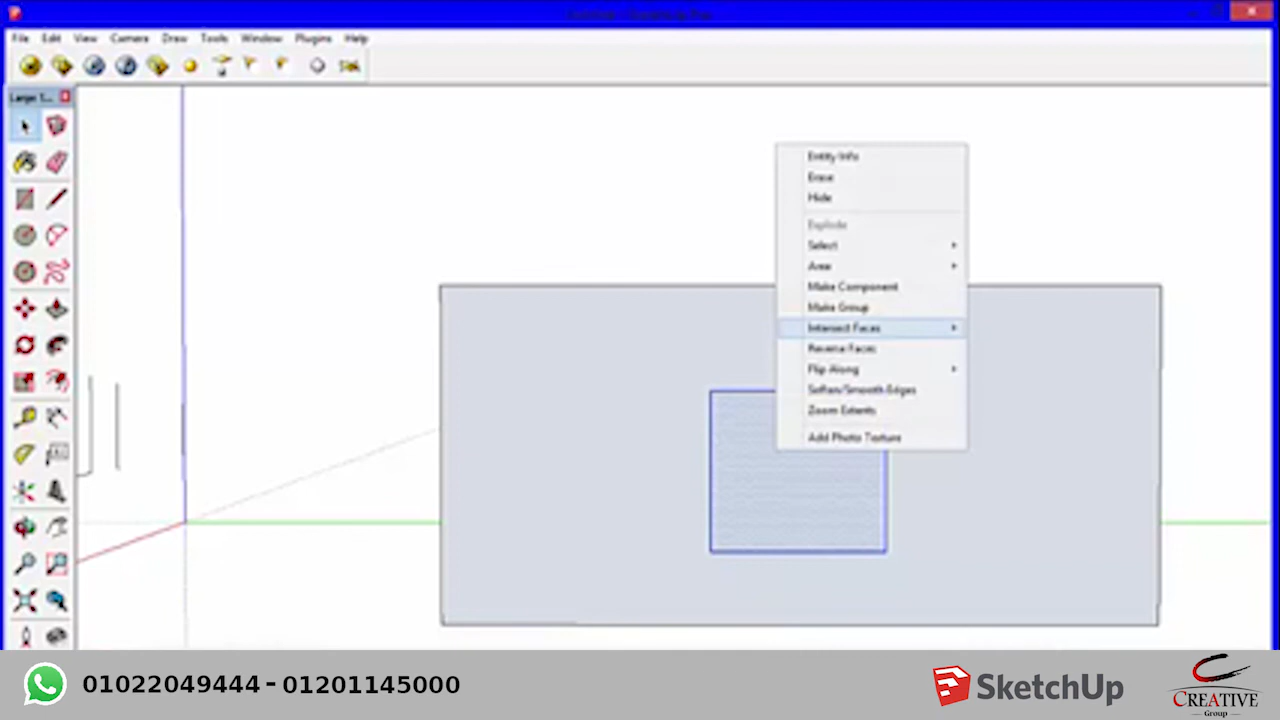 File Edit View Camera Draw Tools Window Plugins Help
Large
Entity Info
Erase
Hide
Explode
Select
Area
Make Component
Make Group
Intersect Faces
Reverse Faces
Flip Along
Soften/Smooth Edges
Zoom Extents
Add Photo Texture
01022049444 - 01201145000
SketchUp
CREATIVE
Group